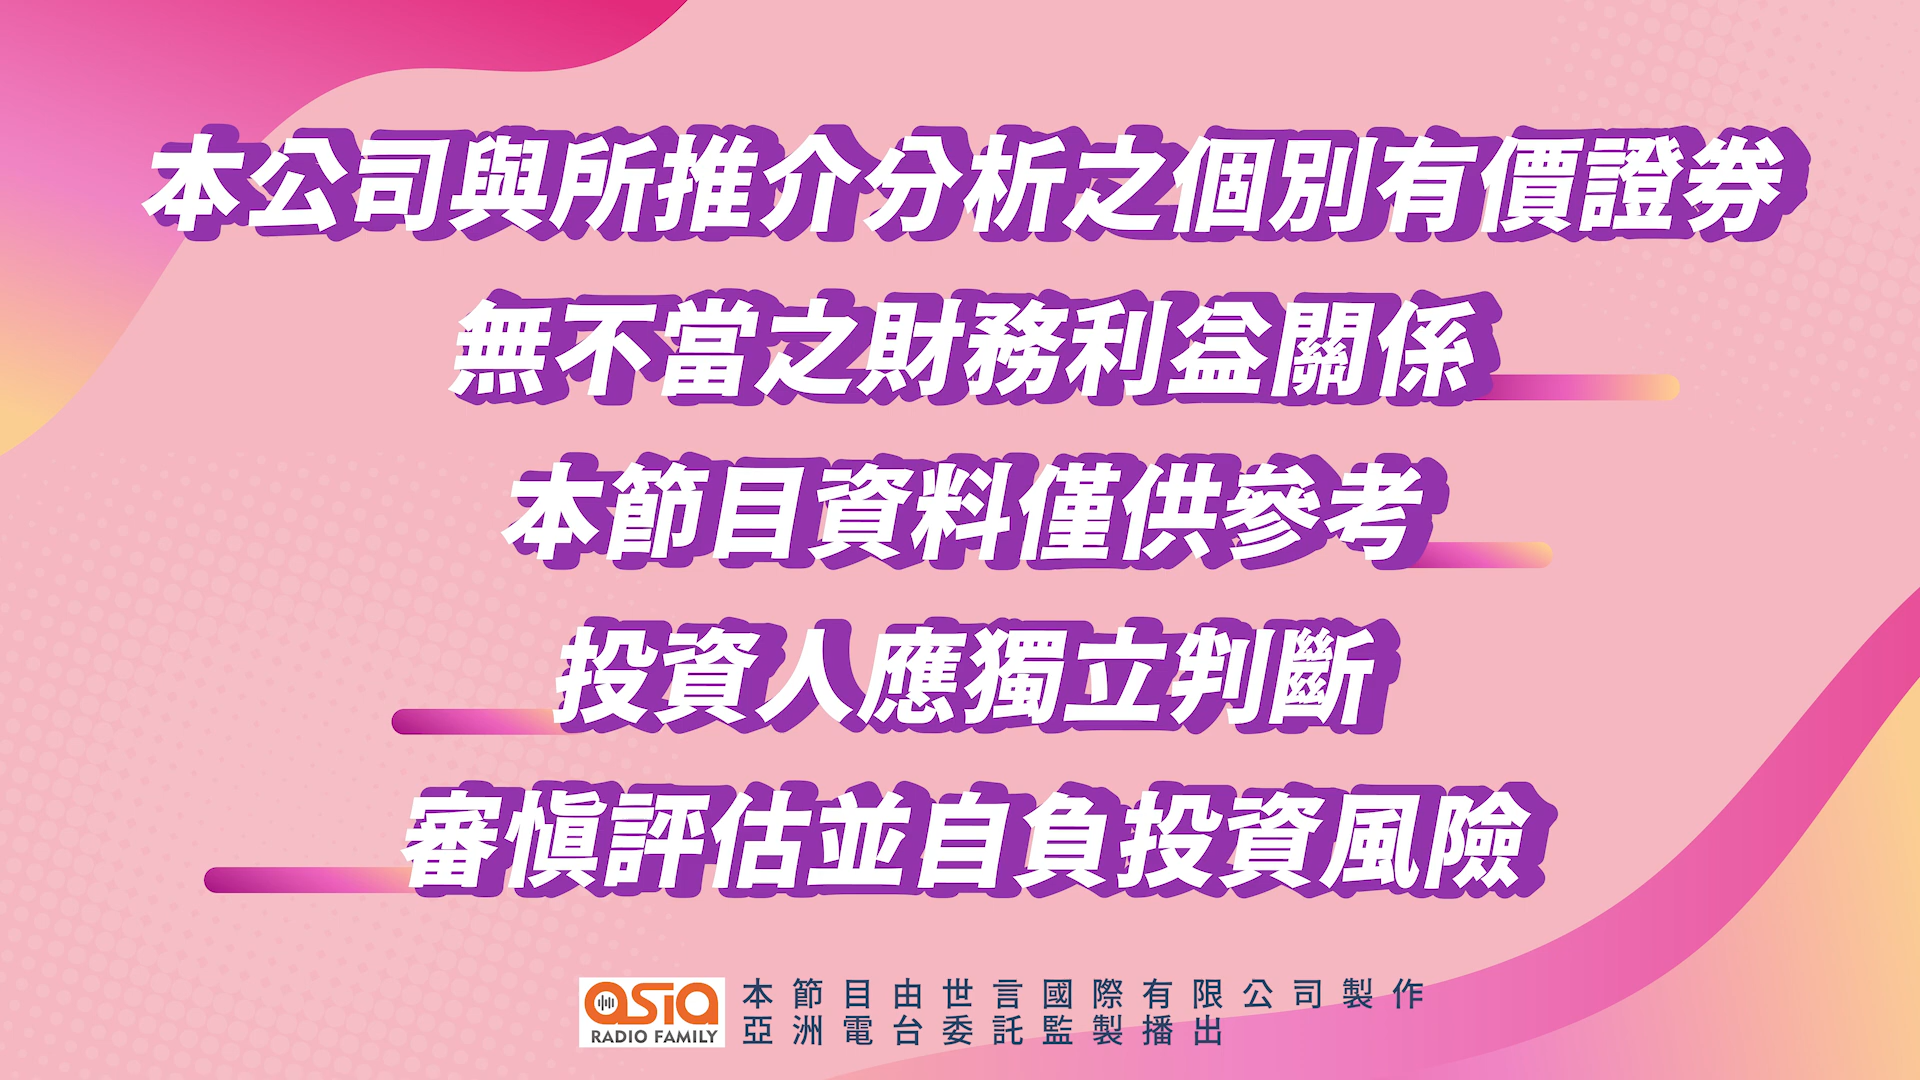 本公司與所推介分析之個別有價證券
無不當之財務利益關係
本節目資料僅供參考
投資人應獨立判斷
審慎評估並自負投資風險
asia
RADIO FAMILY
本節目由世言國際有限公司製作
亞洲電台委託監製播出